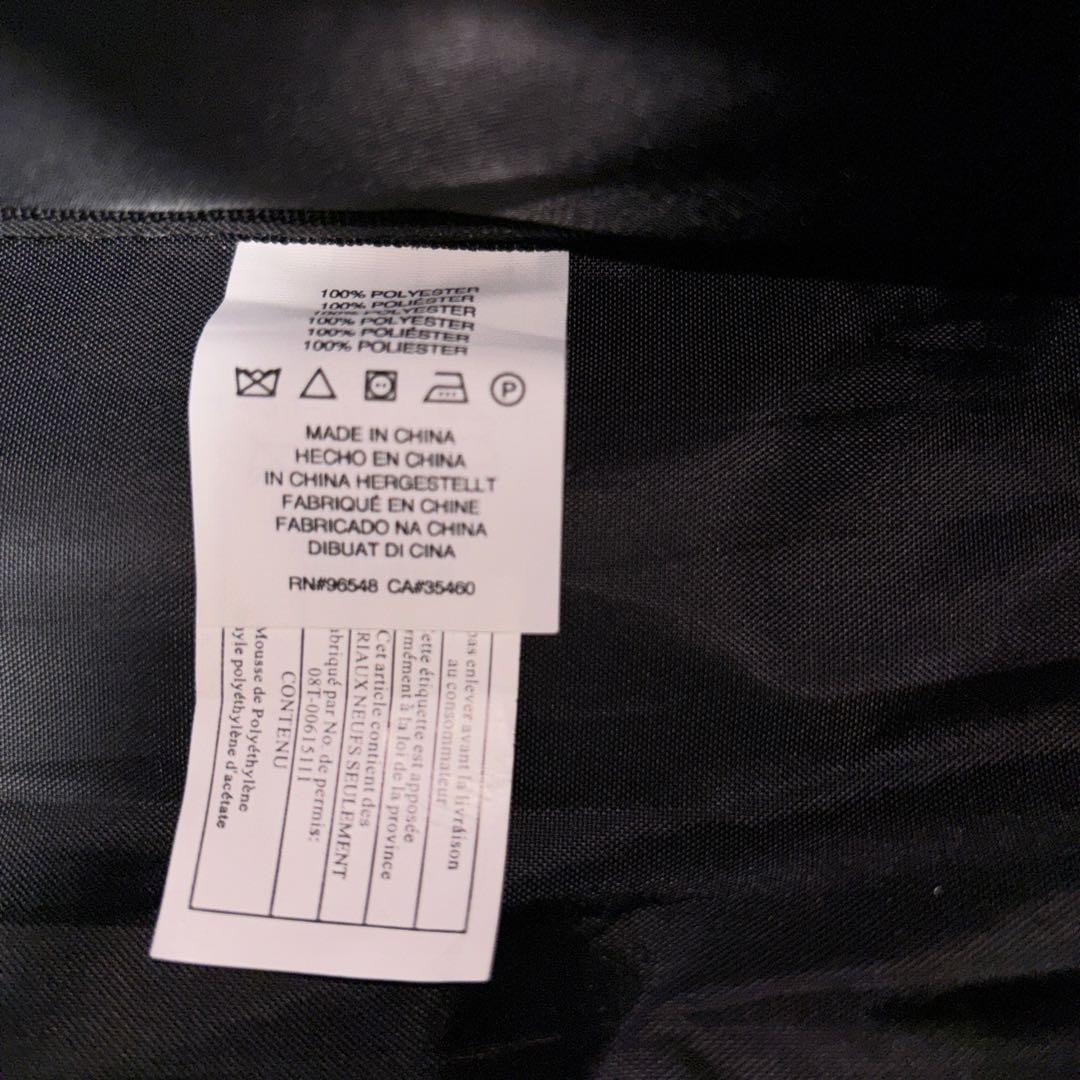 100% POLYESTER
100% POLIÉSTER
100% POLYESTER
100% POLYESTER
100% POLIÉSTER
100% POLIESTER
P
MADE IN CHINA
HECHO EN CHINA
IN CHINA HERGESTELLT
FABRIQUÉ EN CHINE
FABRICADO NA CHINA
DIBUAT DI CINA
RN#96548 CA#35460
pas enlever avant la livraison
au consommateur
ette étiquette est apposée
rmément à la loi de la province
Cet article contient des
RIAUX NEUFS SEULEMENT
abriqué par No. de permis:
08T-00615111
CONTENU
Mousse de Polyéthylène
yle polyéthylène d'acétate